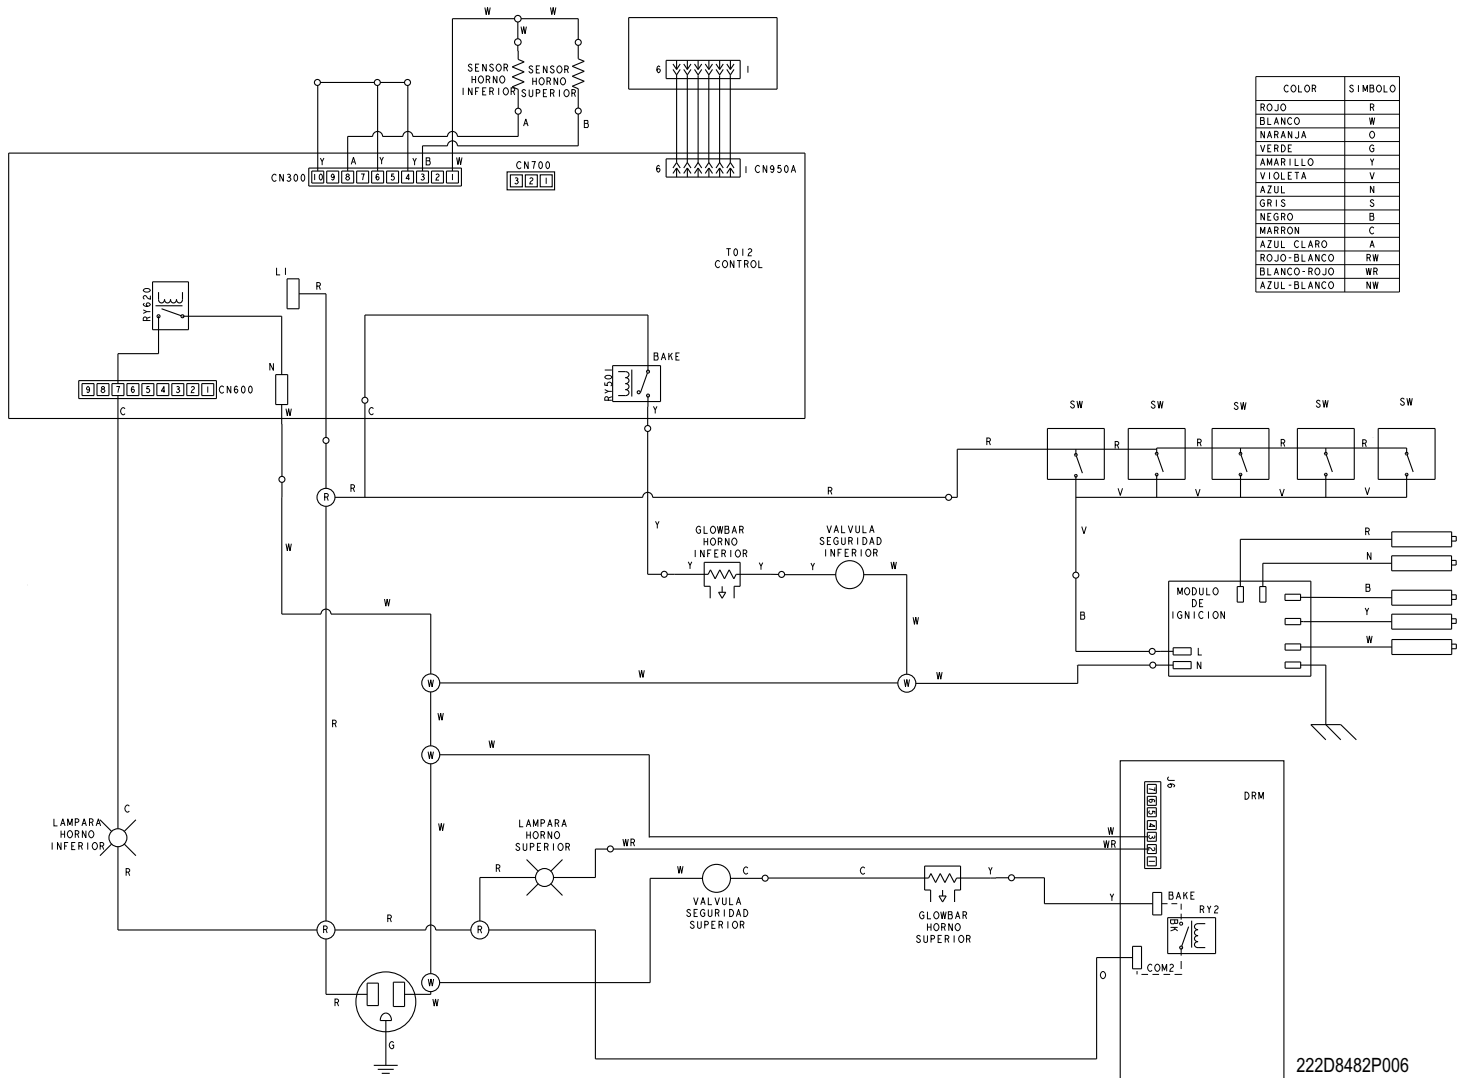 W W
W
SENSOR HORNO INFERIOR
SENSOR HORNO SUPERIOR
6 1
A B
Y A Y Y B W
CN300 10 9 8 7 6 5 4 3 2 1
CN700
3 2 1
6 1 CN950A
COLOR SIMBOLO
ROJO R
BLANCO W
NARANJA O
VERDE G
AMARILLO Y
VIOLETA V
AZUL N
GRIS S
NEGRO B
MARRON C
AZUL CLARO A
ROJO-BLANCO RW
BLANCO-ROJO WR
AZUL-BLANCO NW
T012
CONTROL
L1
R
RY620
BAKE
RY501
N
9 8 7 6 5 4 3 2 1 CN600
C W C Y
SW SW SW SW SW
R R R R R
R R R
V V V V
W
Y
GLOWBAR
HORNO
INFERIOR
VALVULA
SEGURIDAD
INFERIOR
Y Y Y W
V
R
N
MODULO
DE
IGNICION
B
Y
W
W
W
B
L
N
W W W W
R
W
W W
DRM
J6
7 6 5 4 3 2 1
C
LAMPARA
HORNO
INFERIOR
R
W
LAMPARA
HORNO
SUPERIOR
WR
W
WR
R
W C C Y
VALVULA
SEGURIDAD
SUPERIOR
GLOWBAR
HORNO
SUPERIOR
Y
BAKE
RY2
BK
COM2
O
R R R
W
R W
G
222D8482P006